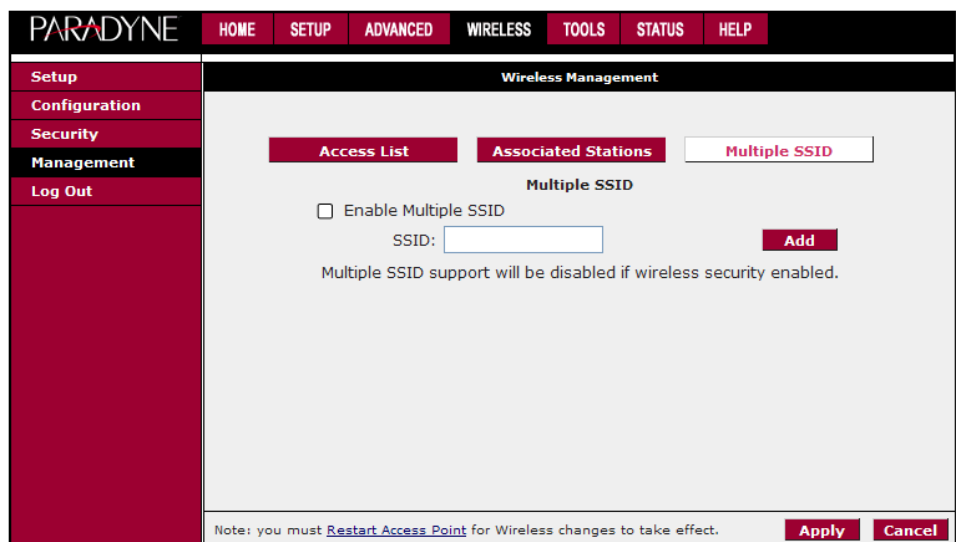 PARADYNE
HOME SETUP ADVANCED WIRELESS TOOLS STATUS HELP
Setup
Configuration
Security
Management
Log Out
Wireless Management
Access List Associated Stations Multiple SSID
Multiple SSID
Enable Multiple SSID
SSID: Add
Multiple SSID support will be disabled if wireless security enabled.
Note: you must Restart Access Point for Wireless changes to take effect. Apply Cancel